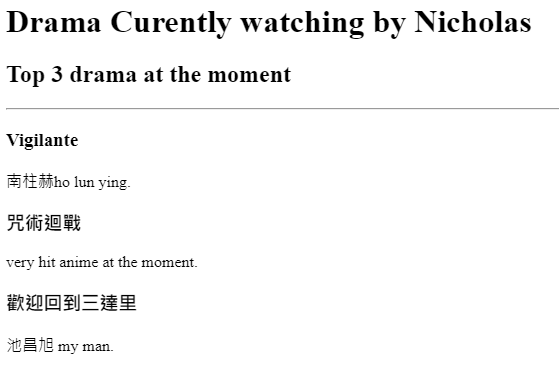 Drama Curently watching by Nicholas
Top 3 drama at the moment
Vigilante
南柱赫ho lun ying.
咒術迴戰
very hit anime at the moment.
歡迎回到三達里
池昌旭 my man.